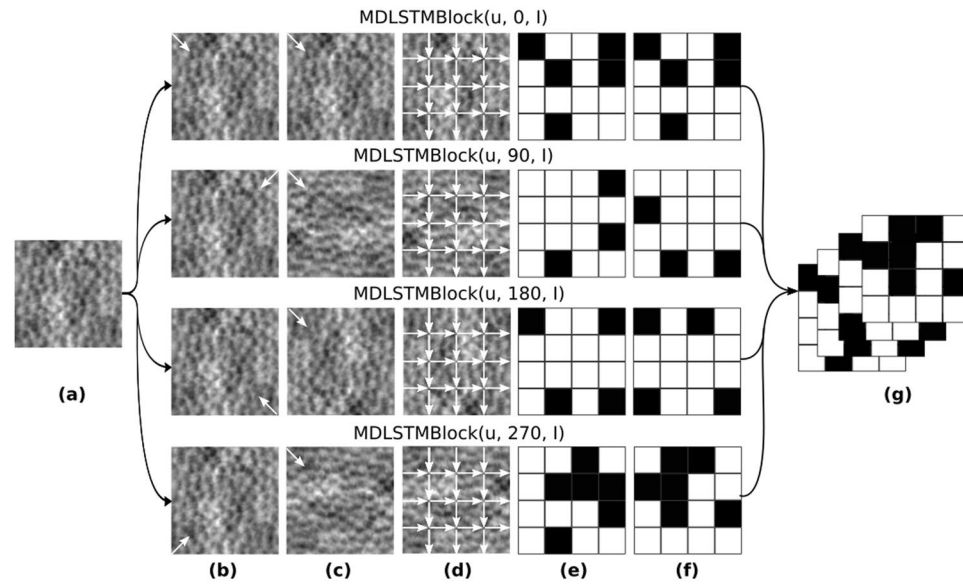 MDLSTMBlock(u, 0, I)
MDLSTMBlock(u, 90, I)
MDLSTMBlock(u, 180, I)
(a)
(g)
MDLSTMBlock(u, 270, I)
(b) (c) (d) (e) (f)